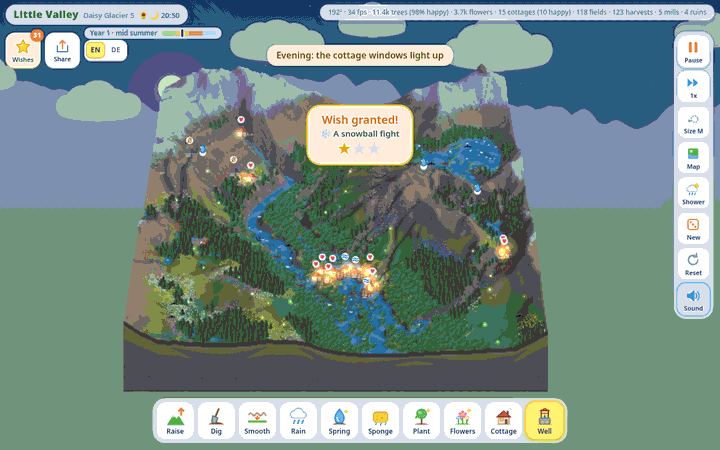 Little Valley Daisy Glacier 5 20:50
192² · 34 fps · 11.4k trees (98% happy) · 3.7k flowers · 15 cottages (10 happy) · 118 fields · 123 harvests · 5 mills · 4 ruins
31
Wishes
Share
Year 1 · mid summer
EN DE
Evening: the cottage windows light up
Wish granted!
A snowball fight
Pause
1x
Size M
Map
Shower
New
Reset
Sound
Raise
Dig
Smooth
Rain
Spring
Sponge
Plant
Flowers
Cottage
Well